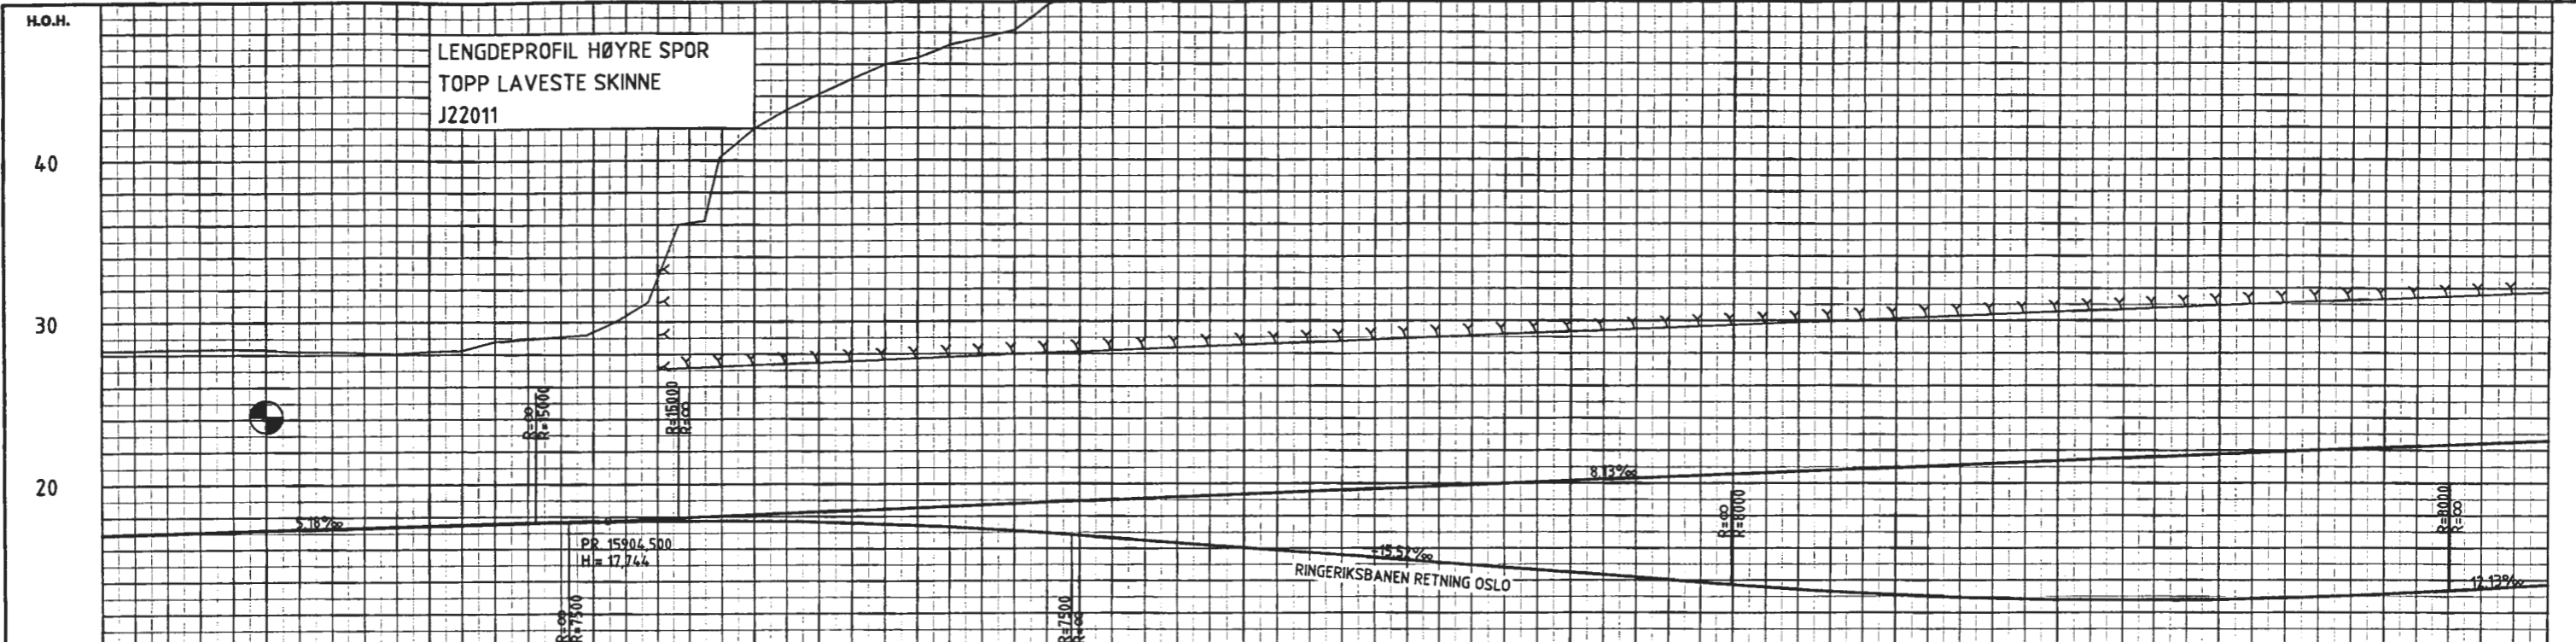 H.O.H.
LENGDEPROFIL HØYRE SPOR
TOPP LAVESTE SKINNE
J22011
40
30
20
R=∞
R=15000
R=15000
R=∞
5.18‰
PR. 15904,500
H = 17,744
R=∞
R=7500
R=7500
R=∞
8.13‰
-15.52‰
RINGERIKSBANEN RETNING OSLO
R=∞
R=8000
R=8000
R=∞
12.13‰